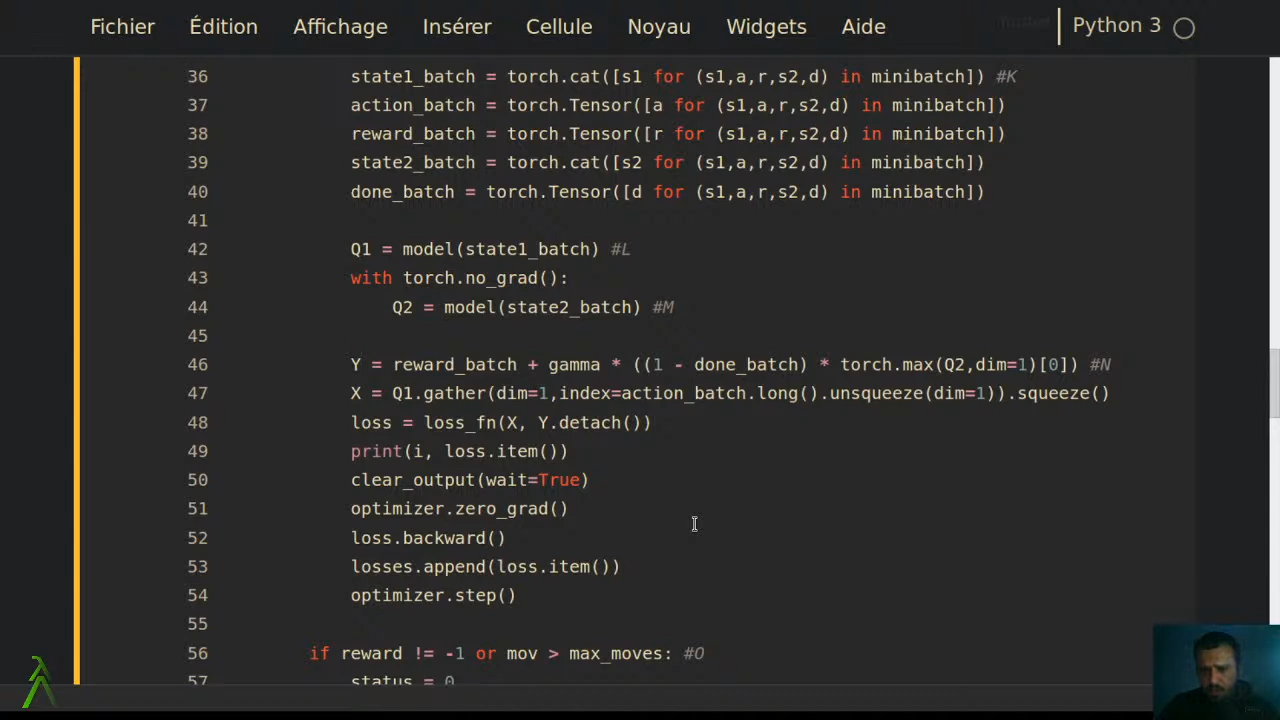 Fichier Édition Affichage Insérer Cellule Noyau Widgets Aide Python 3
36 state1_batch = torch.cat([s1 for (s1,a,r,s2,d) in minibatch]) #K
37 action_batch = torch.Tensor([a for (s1,a,r,s2,d) in minibatch])
38 reward_batch = torch.Tensor([r for (s1,a,r,s2,d) in minibatch])
39 state2_batch = torch.cat([s2 for (s1,a,r,s2,d) in minibatch])
40 done_batch = torch.Tensor([d for (s1,a,r,s2,d) in minibatch])
41
42 Q1 = model(state1_batch) #L
43 with torch.no_grad():
44 Q2 = model(state2_batch) #M
45
46 Y = reward_batch + gamma * ((1 - done_batch) * torch.max(Q2,dim=1)[0]) #N
47 X = Q1.gather(dim=1,index=action_batch.long().unsqueeze(dim=1)).squeeze()
48 loss = loss_fn(X, Y.detach())
49 print(i, loss.item())
50 clear_output(wait=True)
51 optimizer.zero_grad()
52 loss.backward()
53 losses.append(loss.item())
54 optimizer.step()
55
56 if reward != -1 or mov > max_moves: #O
57 status = 0